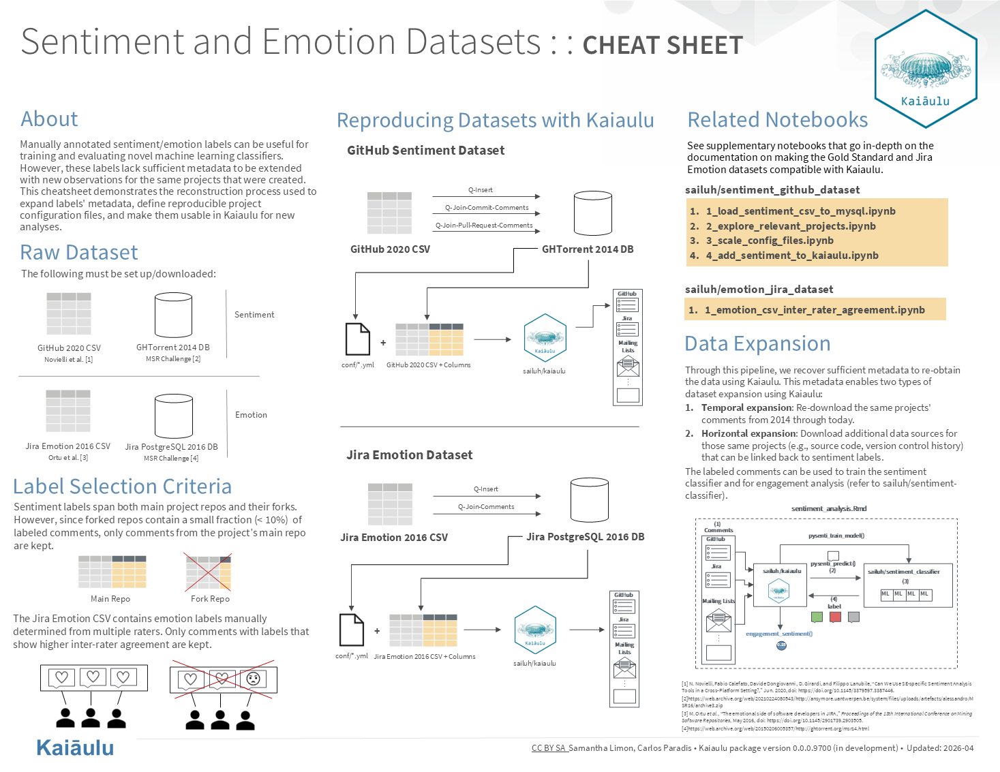 Sentiment and Emotion Datasets : : CHEAT SHEET
Kaiāulu
About
Manually annotated sentiment/emotion labels can be useful for
training and evaluating novel machine learning classifiers.
However, these labels lack sufficient metadata to be extended
with new observations for the same projects that were created.
This cheatsheet demonstrates the reconstruction process used to
expand labels' metadata, define reproducible project
configuration files, and make them usable in Kaiaulu for new
analyses.
Raw Dataset
The following must be set up/downloaded:
GitHub 2020 CSV
Novielli et al. [1]
GHTorrent 2014 DB
MSR Challenge [2]
Sentiment
Jira Emotion 2016 CSV
Ortu et al. [3]
Jira PostgreSQL 2016 DB
MSR Challenge [4]
Emotion
Label Selection Criteria
Sentiment labels span both main project repos and their forks.
However, since forked repos contain a small fraction (< 10%) of
labeled comments, only comments from the project's main repo
are kept.
Main Repo
Fork Repo
The Jira Emotion CSV contains emotion labels manually
determined from multiple raters. Only comments with labels that
show higher inter-rater agreement are kept.
Reproducing Datasets with Kaiaulu
GitHub Sentiment Dataset
Q-Insert
Q-Join-Commit-Comments
Q-Join-Pull-Request-Comments
GitHub 2020 CSV
GHTorrent 2014 DB
conf/*.yml
+
GitHub 2020 CSV + Columns
Kaiāulu
sailuh/kaiaulu
GitHub
Jira
Mailing
Lists
Jira Emotion Dataset
Q-Insert
Q-Join-Comments
Jira Emotion 2016 CSV
Jira PostgreSQL 2016 DB
conf/*.yml
+
Jira Emotion 2016 CSV + Columns
Kaiāulu
sailuh/kaiaulu
GitHub
Jira
Mailing
Lists
Related Notebooks
See supplementary notebooks that go in-depth on the
documentation on making the Gold Standard and Jira
Emotion datasets compatible with Kaiaulu.
sailuh/sentiment_github_dataset
1. 1_load_sentiment_csv_to_mysql.ipynb
2. 2_explore_relevant_projects.ipynb
3. 3_scale_config_files.ipynb
4. 4_add_sentiment_to_kaiaulu.ipynb
sailuh/emotion_jira_dataset
1. 1_emotion_csv_inter_rater_agreement.ipynb
Data Expansion
Through this pipeline, we recover sufficient metadata to re-obtain
the data using Kaiaulu. This metadata enables two types of
dataset expansion using Kaiaulu:
1. Temporal expansion: Re-download the same projects'
comments from 2014 through today.
2. Horizontal expansion: Download additional data sources for
those same projects (e.g., source code, version control history)
that can be linked back to sentiment labels.
The labeled comments can be used to train the sentiment
classifier and for engagement analysis (refer to sailuh/sentiment-
classifier).
sentiment_analysis.Rmd
(1)
Comments
GitHub
Jira
Mailing Lists
sailuh/kaiaulu
pysenti_train_model()
pysenti_predict()
(2)
sailuh/sentiment_classifier
(3)
ML ML ML ML
(4)
label
engagement_sentiment()
[1] N. Novielli, Fabio Calefato, Davide Dongiovanni, D. Girardi, and Filippo Lanubile, "Can We Use SE-specific Sentiment Analysis
Tools in a Cross-Platform Setting?," Jun. 2020, doi: https://doi.org/10.1145/3379597.3387446.
[2]https://web.archive.org/web/20210224080543/http://ansymore.uantwerpen.be/system/files/uploads/artefacts/alessandro/M
SR16/archive3.zip
[3] M. Ortu et al., "The emotional side of software developers in JIRA," Proceedings of the 13th International Conference on Mining
Software Repositories, May 2016, doi: https://doi.org/10.1145/2901739.2903505.
[4]https://web.archive.org/web/20150206005357/http://ghtorrent.org/msr14.html
Kaiāulu
CC BY SA Samantha Limon, Carlos Paradis • Kaiaulu package version 0.0.0.9700 (in development) • Updated: 2026-04